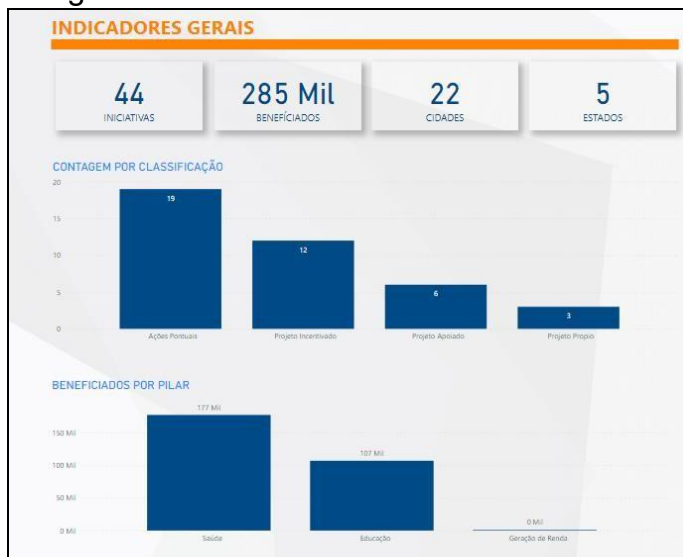 INDICADORES GERAIS
44
INICIATIVAS
285 Mil
BENEFÍCIADOS
22
CIDADES
5
ESTADOS
CONTAGEM POR CLASSIFICAÇÃO
20
15
10
5
0
19
12
6
3
Ações Pontuais
Projeto Incentivado
Projeto Apoiado
Projeto Propio
BENEFICIADOS POR PILAR
150 Mil
100 Mil
50 Mil
0 Mil
177 Mil
107 Mil
0 Mil
Saúde
Educação
Geração de Renda